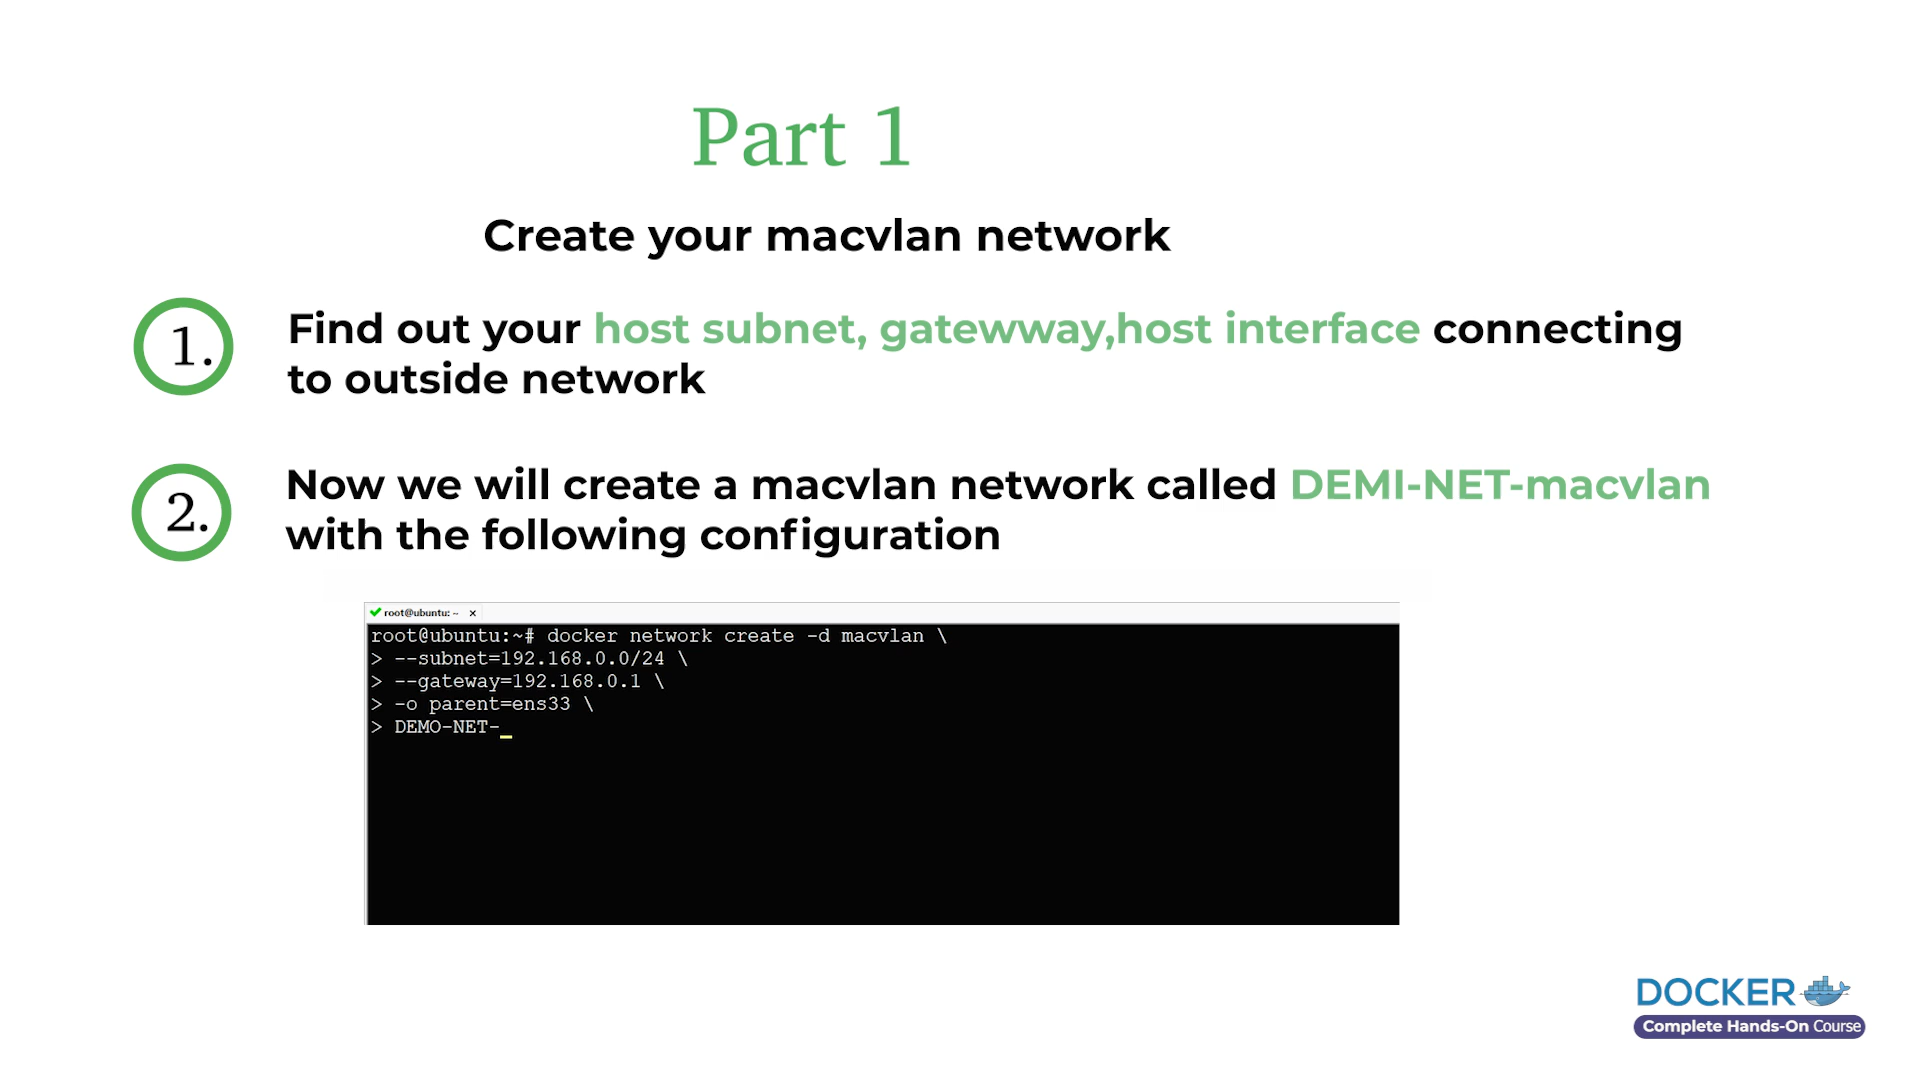 Part 1
Create your macvlan network
1.
Find out your host subnet, gatewway,host interface connecting
to outside network
2.
Now we will create a macvlan network called DEMI-NET-macvlan
with the following configuration
root@ubuntu: ~ ×
root@ubuntu:~# docker network create -d macvlan \
> --subnet=192.168.0.0/24 \
> --gateway=192.168.0.1 \
> -o parent=ens33 \
> DEMO-NET-_
DOCKER
Complete Hands-On Course